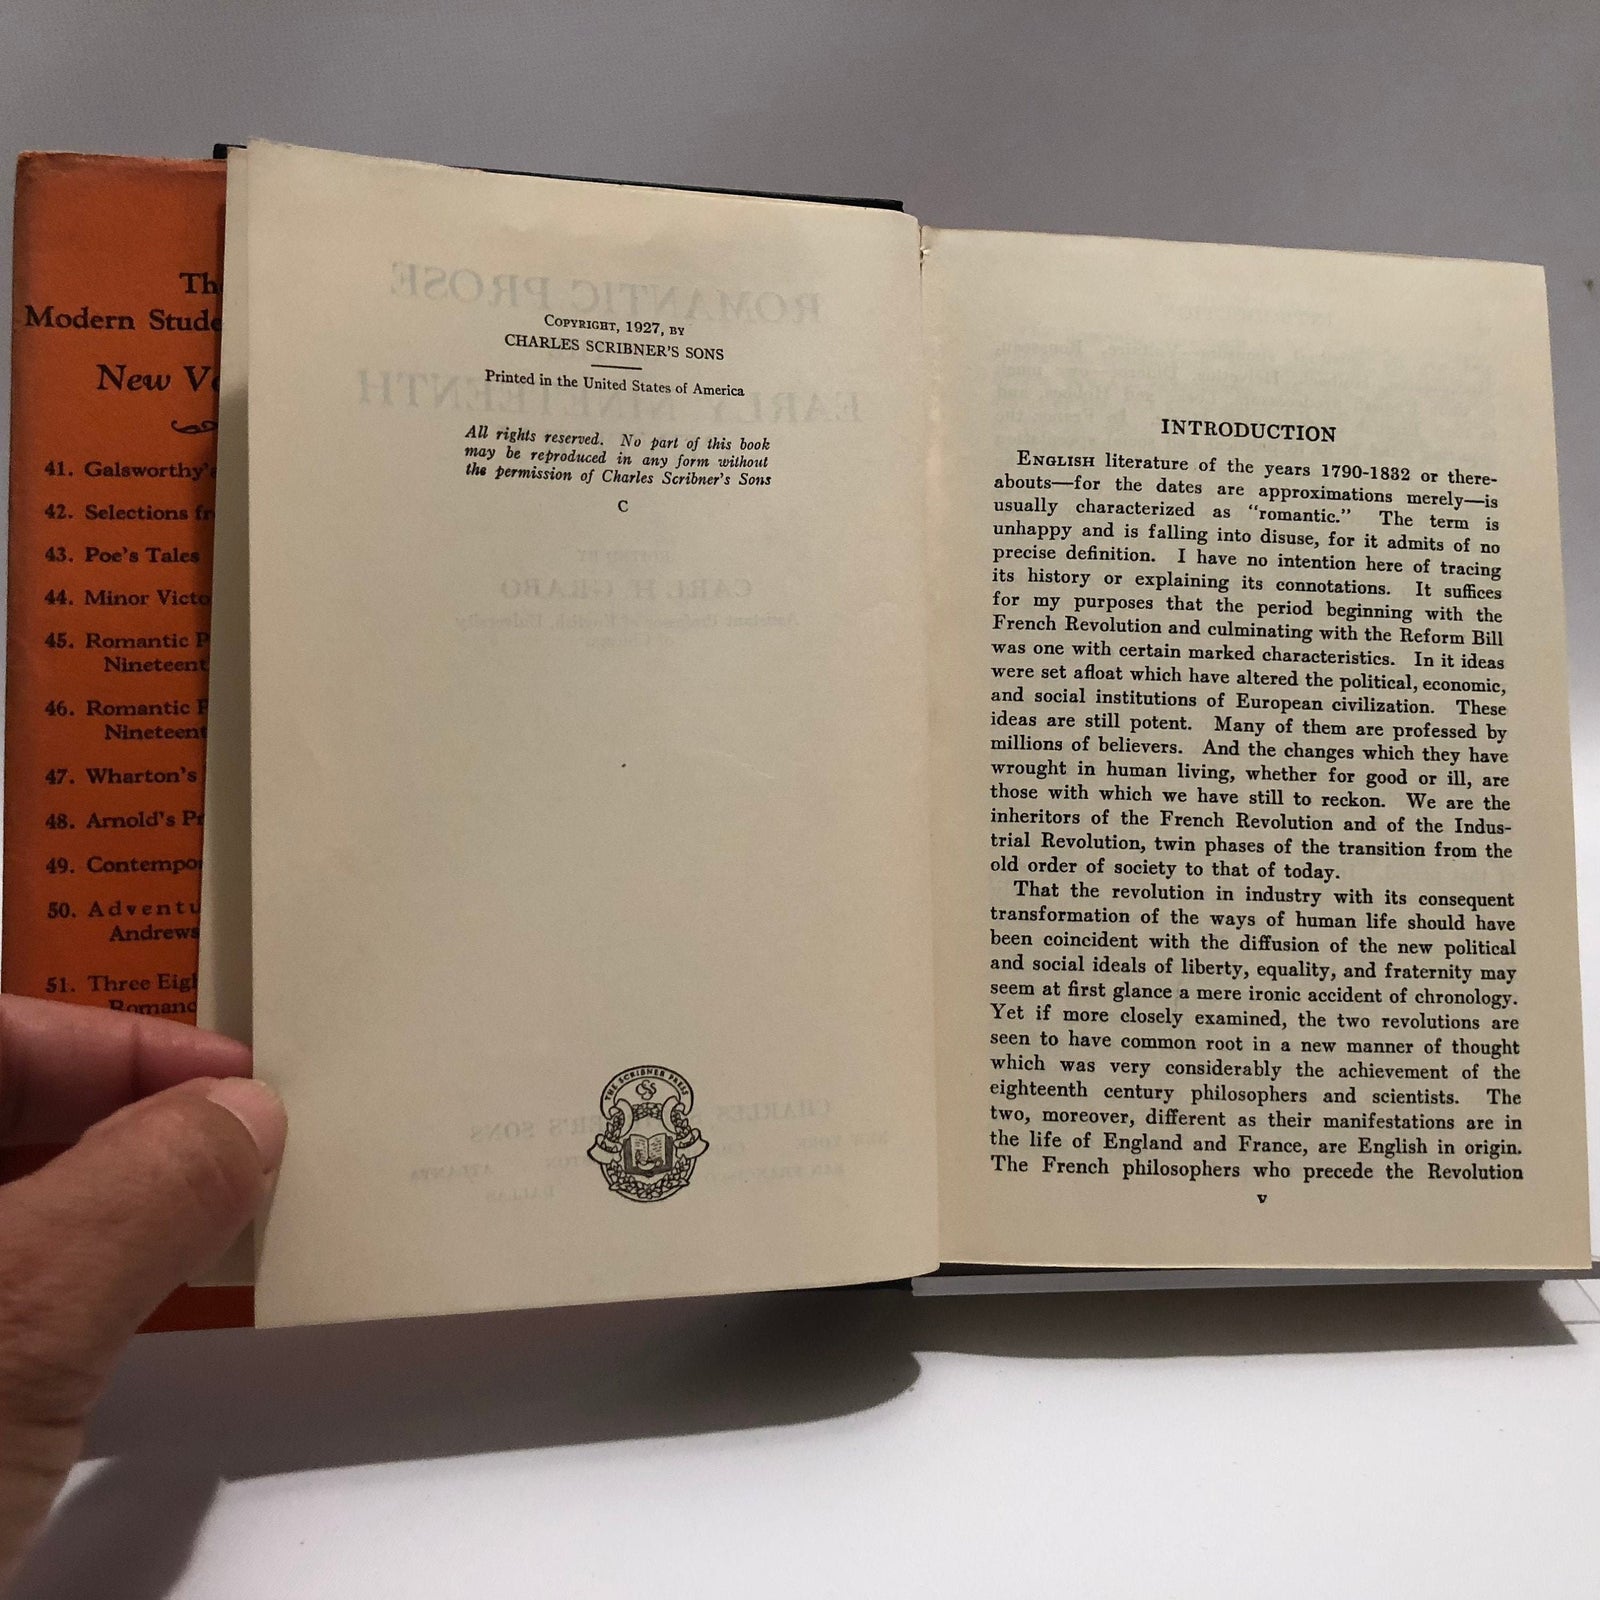 Th
Modern Stude
New Vo
41. Galsworthy's
42. Selections fr
43. Poe's Tales
44. Minor Victo
45. Romantic P
Nineteent
46. Romantic P
Nineteent
47. Wharton's
48. Arnold's Pr
49. Contempo
50. Adventu
Andrews
51. Three Eigh
Romanc
ROMANTIC PROSE
EARLY NINETEENTH
COPYRIGHT, 1927, BY
CHARLES SCRIBNER'S SONS
Printed in the United States of America
All rights reserved. No part of this book
may be reproduced in any form without
the permission of Charles Scribner's Sons
C
CARL H. GRABO
THE SCRIBNER PRESS
CSS
INTRODUCTION
ENGLISH literature of the years 1790-1832 or there-
abouts—for the dates are approximations merely—is
usually characterized as "romantic." The term is
unhappy and is falling into disuse, for it admits of no
precise definition. I have no intention here of tracing
its history or explaining its connotations. It suffices
for my purposes that the period beginning with the
French Revolution and culminating with the Reform Bill
was one with certain marked characteristics. In it ideas
were set afloat which have altered the political, economic,
and social institutions of European civilization. These
ideas are still potent. Many of them are professed by
millions of believers. And the changes which they have
wrought in human living, whether for good or ill, are
those with which we have still to reckon. We are the
inheritors of the French Revolution and of the Indus-
trial Revolution, twin phases of the transition from the
old order of society to that of today.
That the revolution in industry with its consequent
transformation of the ways of human life should have
been coincident with the diffusion of the new political
and social ideals of liberty, equality, and fraternity may
seem at first glance a mere ironic accident of chronology.
Yet if more closely examined, the two revolutions are
seen to have common root in a new manner of thought
which was very considerably the achievement of the
eighteenth century philosophers and scientists. The
two, moreover, different as their manifestations are in
the life of England and France, are English in origin.
The French philosophers who precede the Revolution
v